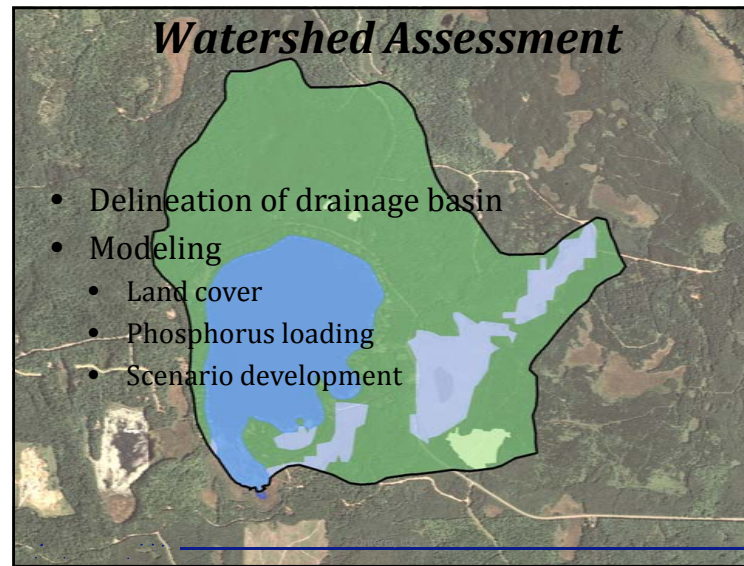 Watershed Assessment
• Delineation of drainage basin
• Modeling
• Land cover
• Phosphorus loading
• Scenario development